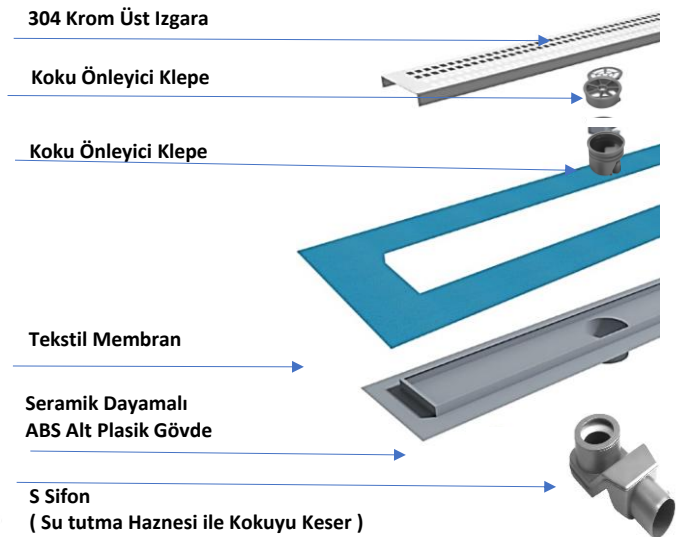 304 Krom Üst Izgara
Koku Önleyici Klepe
Koku Önleyici Klepe
Tekstil Membran
Seramik Dayamalı
ABS Alt Plasik Gövde
S Sifon
( Su tutma Haznesi ile Kokuyu Keser )